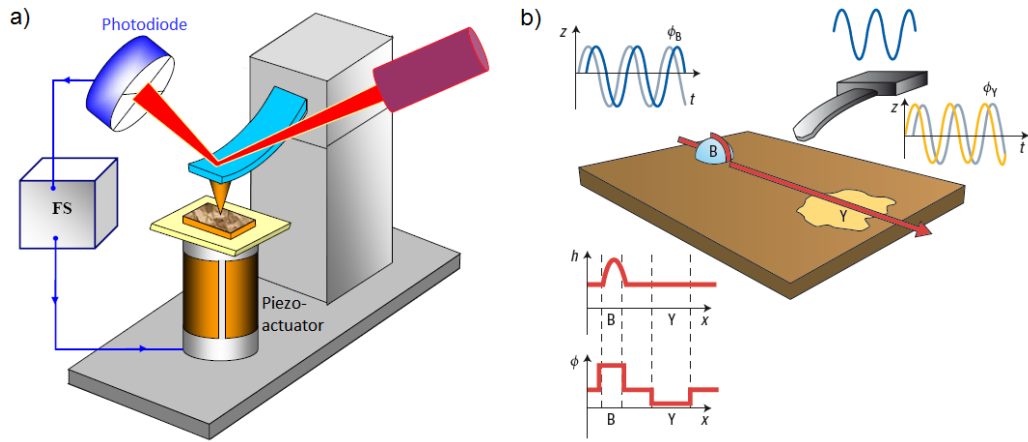 a)
Photodiode
FS
Piezo-
actuator
b)
z
ϕB
t
z
ϕY
t
B
Y
h
B
Y
x
ϕ
B
Y
x